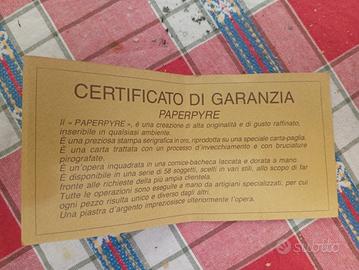 CERTIFICATO DI GARANZIA
PAPERPYRE
Il « PAPERPYRE », è una creazione di alta originalità e di gusto raffinato,
inseribile in qualsiasi ambiente.
È una preziosa stampa serigrafica in oro, riprodotta su una speciale carta-paglia.
È una carta trattata con un processo d'invecchiamento e con bruciature
pirografate.
È un'opera inquadrata in una cornice-bacheca laccata e dorata a mano.
È disponibile in una serie di 58 soggetti, scelti in vari stili, allo scopo di far
fronte alle richieste della più ampia clientela.
Tutte le operazioni sono eseguite a mano da artigiani specializzati, per cui
ogni pezzo risulta unico e diverso dagli altri.
Una piastra d'argento impreziosisce ulteriormente l'opera.
subito